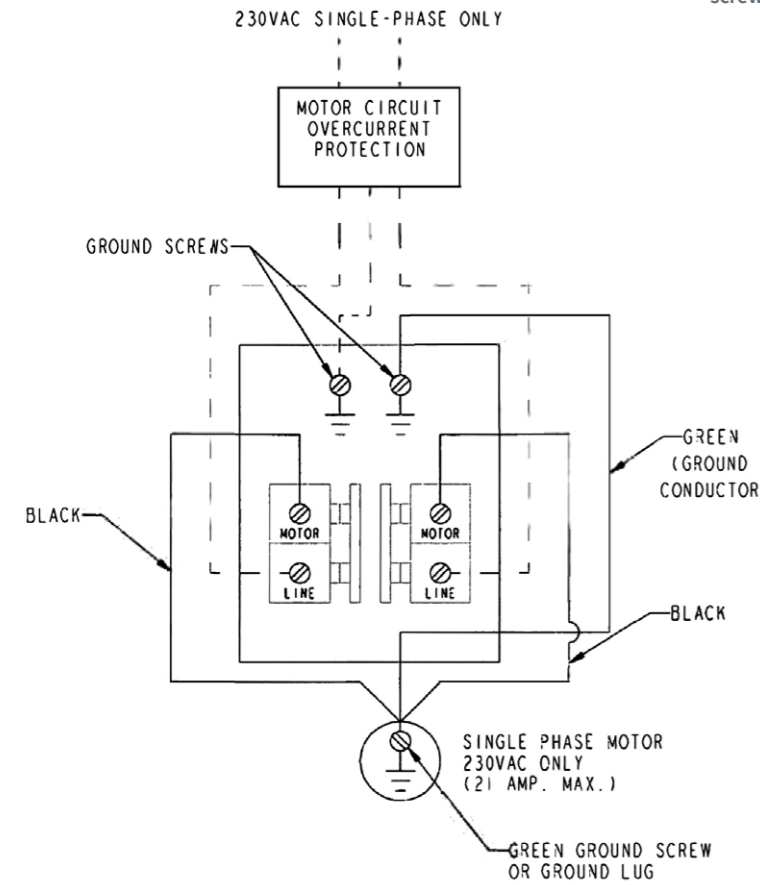 screw
230VAC SINGLE-PHASE ONLY
MOTOR CIRCUIT
OVERCURRENT
PROTECTION
GROUND SCREWS
GREEN
(GROUND
CONDUCTOR
BLACK
MOTOR
MOTOR
LINE
LINE
BLACK
SINGLE PHASE MOTOR
230VAC ONLY
(21 AMP. MAX.)
GREEN GROUND SCREW
OR GROUND LUG